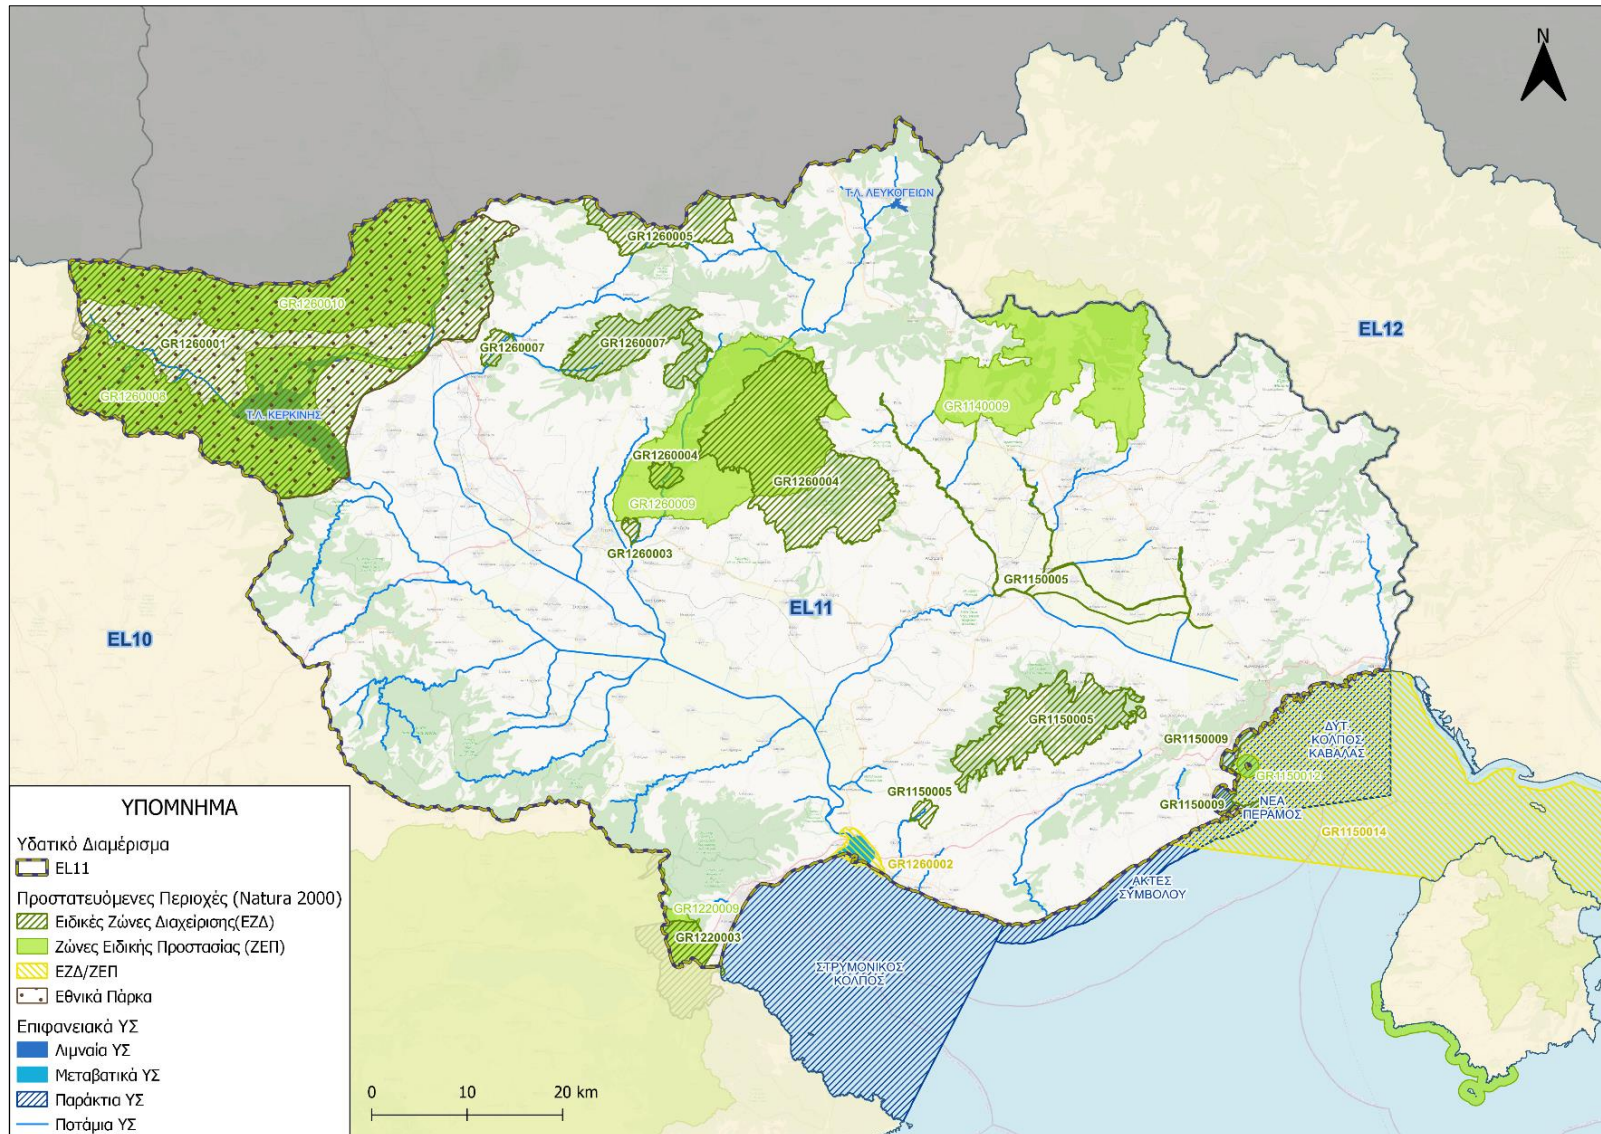 N
Τ.Λ. ΛΕΥΚΟΓΕΙΩΝ
GR1260005
GR1260010
EL12
GR1260001
GR1260007
GR1260007
GR1260008
GR1140009
Τ.Λ. ΚΕΡΚΙΝΗΣ
GR1260004
GR1260004
GR1260009
GR1260003
GR1150005
EL11
EL10
GR1150005
ΔΥΤ.
ΚΟΛΠΟΣ
ΚΑΒΑΛΑΣ
GR1150009
GR1150012
GR1150005
GR1150009
ΝΕΑ
ΠΕΡΑΜΟΣ
GR1150014
GR1260002
ΑΚΤΕΣ
ΣΥΜΒΟΛΟΥ
GR1220009
GR1220003
ΣΤΡΥΜΟΝΙΚΟΣ
ΚΟΛΠΟΣ
ΥΠΟΜΝΗΜΑ
Υδατικό Διαμέρισμα
EL11
Προστατευόμενες Περιοχές (Natura 2000)
Ειδικές Ζώνες Διαχείρισης(ΕΖΔ)
Ζώνες Ειδικής Προστασίας (ΖΕΠ)
ΕΖΔ/ΖΕΠ
Εθνικά Πάρκα
Επιφανειακά ΥΣ
Λιμναία ΥΣ
Μεταβατικά ΥΣ
Παράκτια ΥΣ
Ποτάμια ΥΣ
0 10 20 km